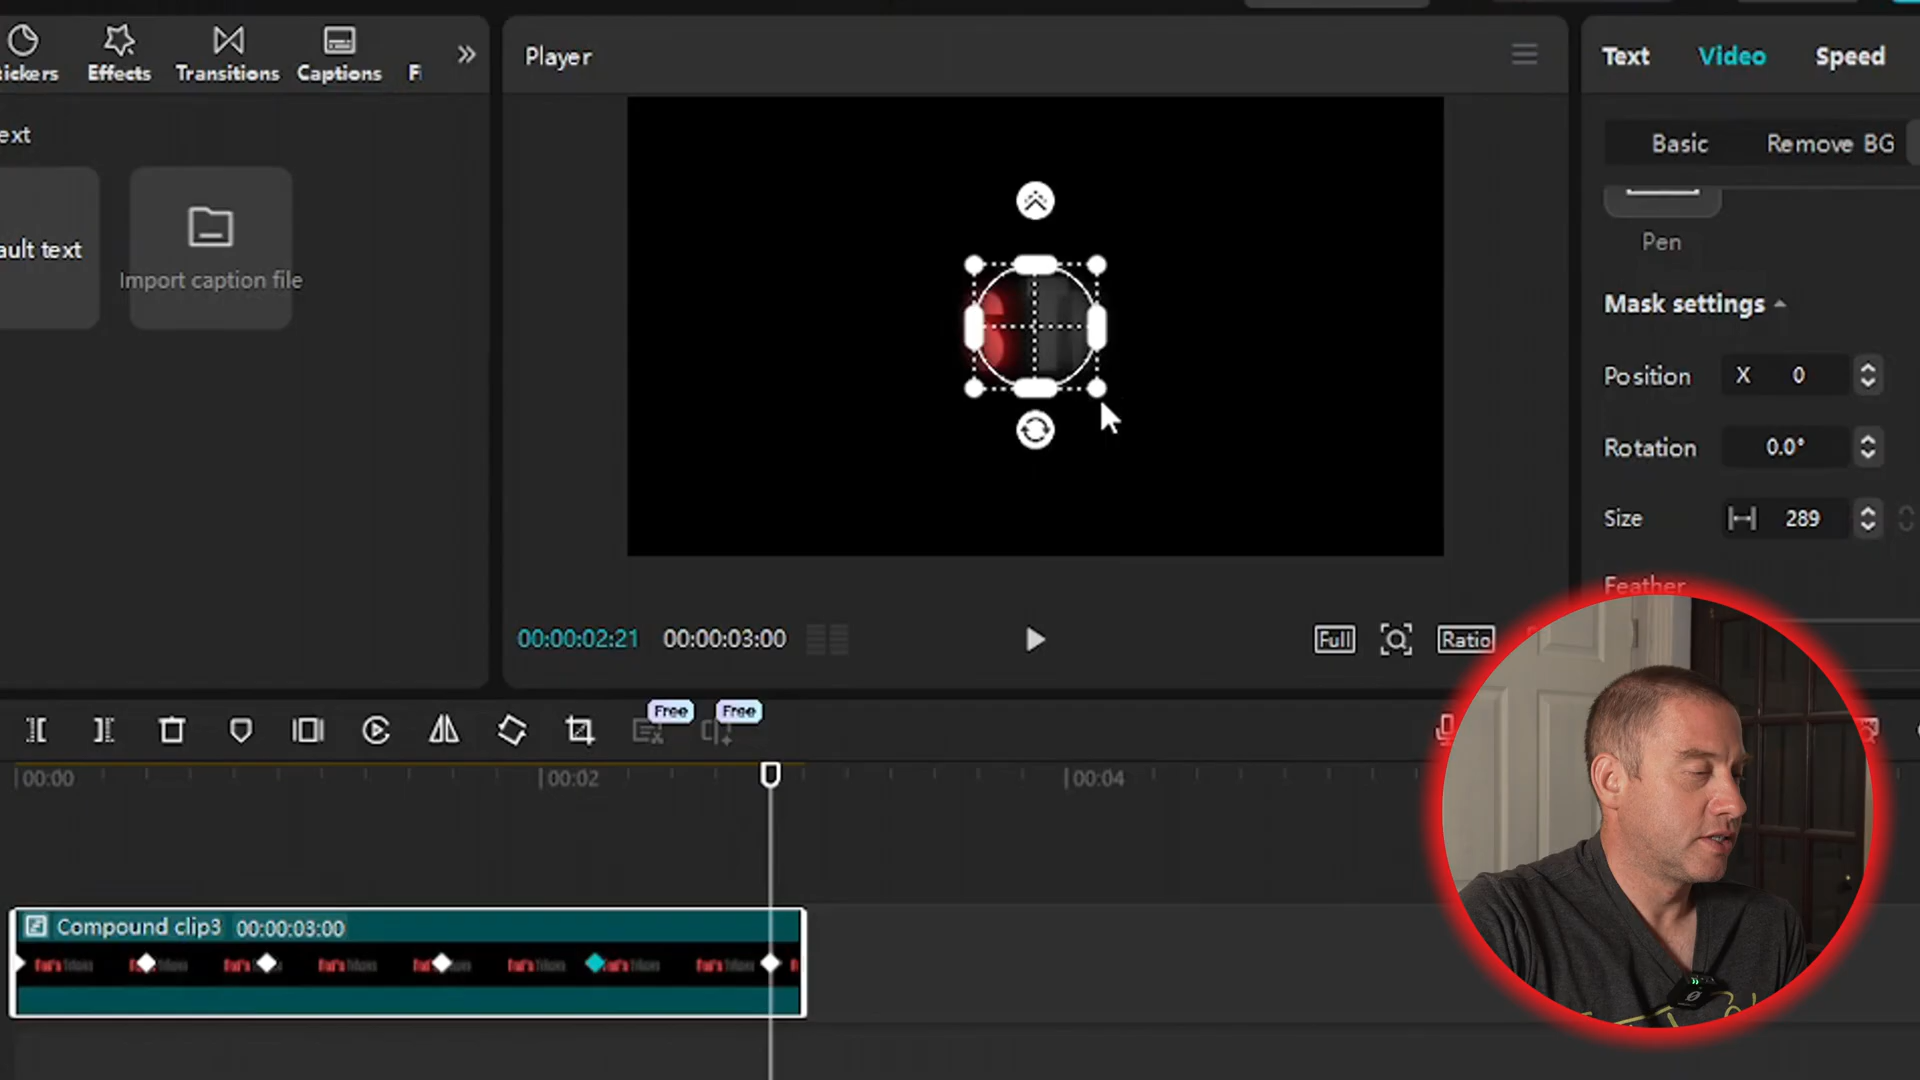 ickers
Effects
Transitions
Captions
F
Player
Text
Video
Speed
ext
Basic
Remove BG
ault text
Import caption file
Pen
Mask settings
Position X 0
Rotation 0.0°
Size 289
Feather
S
00:00:02:21 00:00:03:00
Full
Ratio
Free
Free
00:00
00:02
00:04
Compound clip3 00:00:03:00